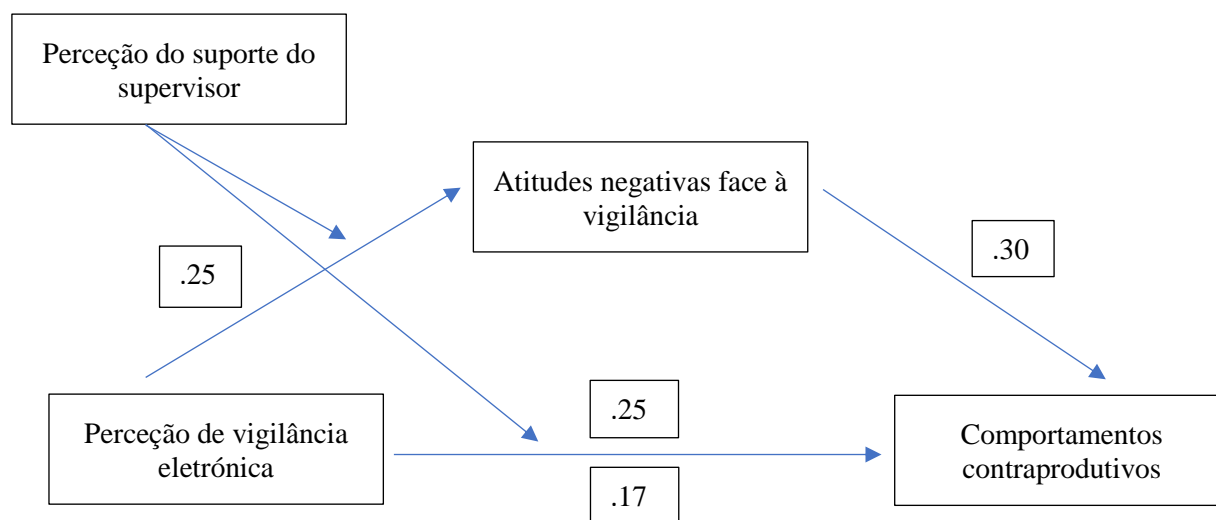 Perceção do suporte do
supervisor
Atitudes negativas face à
vigilância
.25
.30
Perceção de vigilância
eletrónica
.25
.17
Comportamentos
contraprodutivos